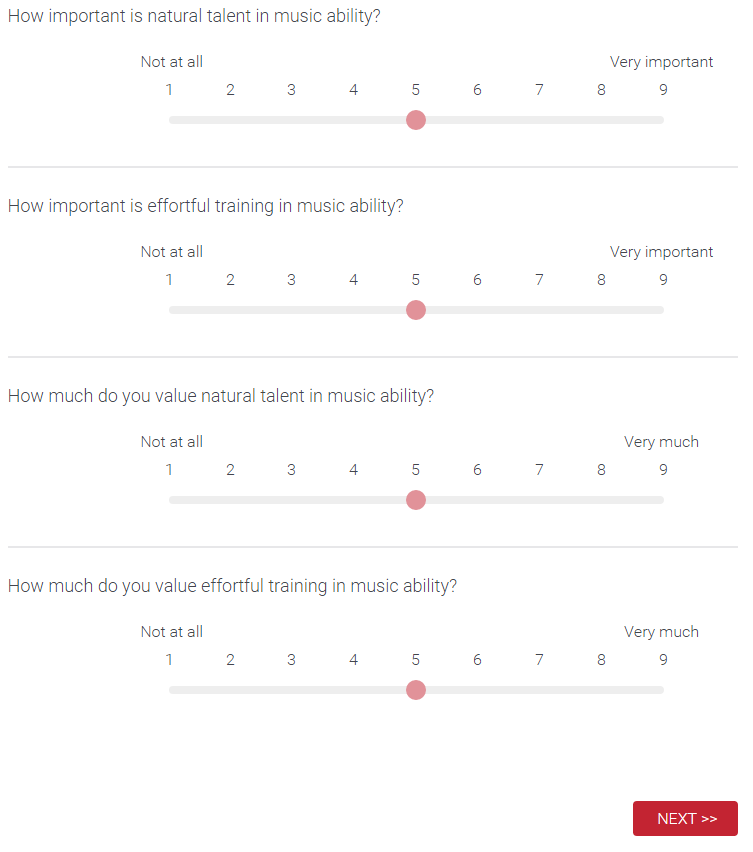 How important is natural talent in music ability?
Not at all Very important
1 2 3 4 5 6 7 8 9
How important is effortful training in music ability?
Not at all Very important
1 2 3 4 5 6 7 8 9
How much do you value natural talent in music ability?
Not at all Very much
1 2 3 4 5 6 7 8 9
How much do you value effortful training in music ability?
Not at all Very much
1 2 3 4 5 6 7 8 9
NEXT >>